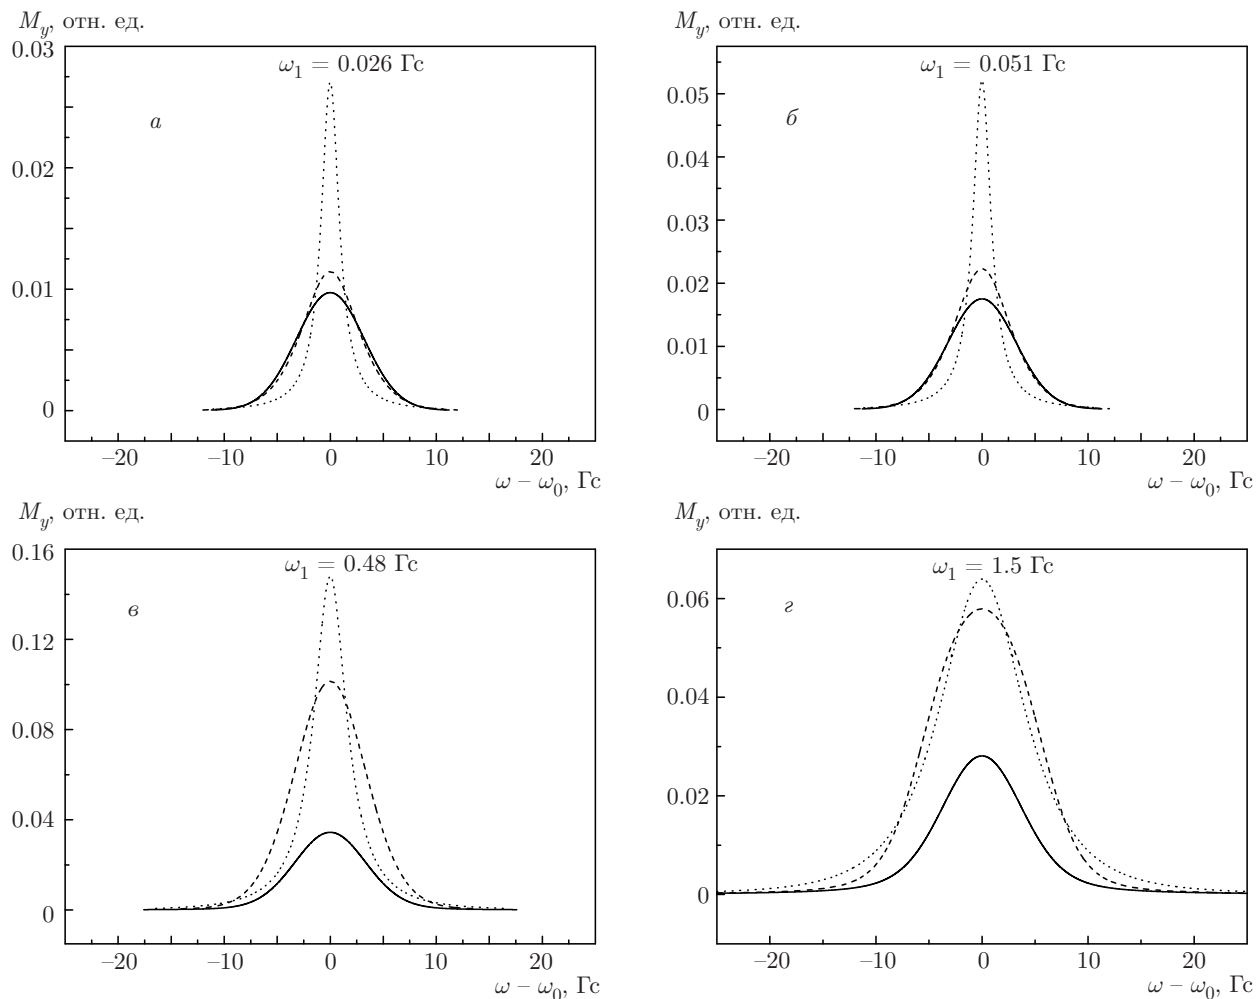 M_y, отн. ед.
0.03
ω_1 = 0.026 Гс
а
0.02
0.01
0
–20 –10 0 10 20
ω – ω_0, Гс
M_y, отн. ед.
ω_1 = 0.051 Гс
0.05
б
0.04
0.03
0.02
0.01
0
–20 –10 0 10 20
ω – ω_0, Гс
M_y, отн. ед.
0.16
ω_1 = 0.48 Гс
в
0.12
0.08
0.04
0
–20 –10 0 10 20
ω – ω_0, Гс
M_y, отн. ед.
ω_1 = 1.5 Гс
0.06
г
0.04
0.02
0
–20 –10 0 10 20
ω – ω_0, Гс